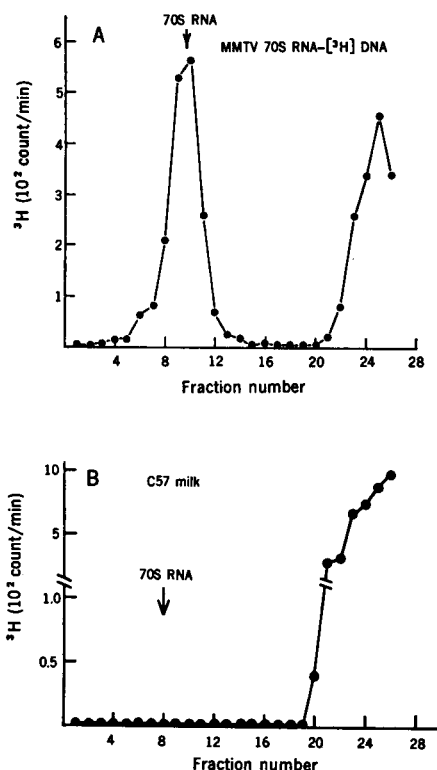 A
70S RNA
MMTV 70S RNA–[³H] DNA
³H (10² count/min)
6
5
4
3
2
1
4 8 12 16 20 24 28
Fraction number
B
C57 milk
70S RNA
³H (10² count/min)
10
5
1.0
0.5
4 8 12 16 20 24 28
Fraction number